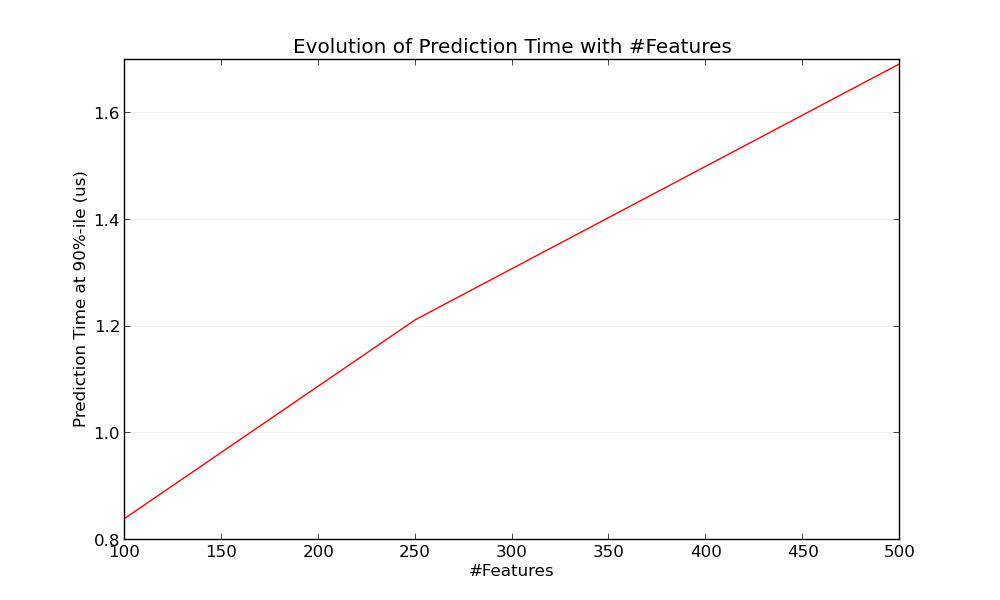 Evolution of Prediction Time with #Features
Prediction Time at 90%-ile (us)
1.6
1.4
1.2
1.0
0.8
100 150 200 250 300 350 400 450 500
#Features